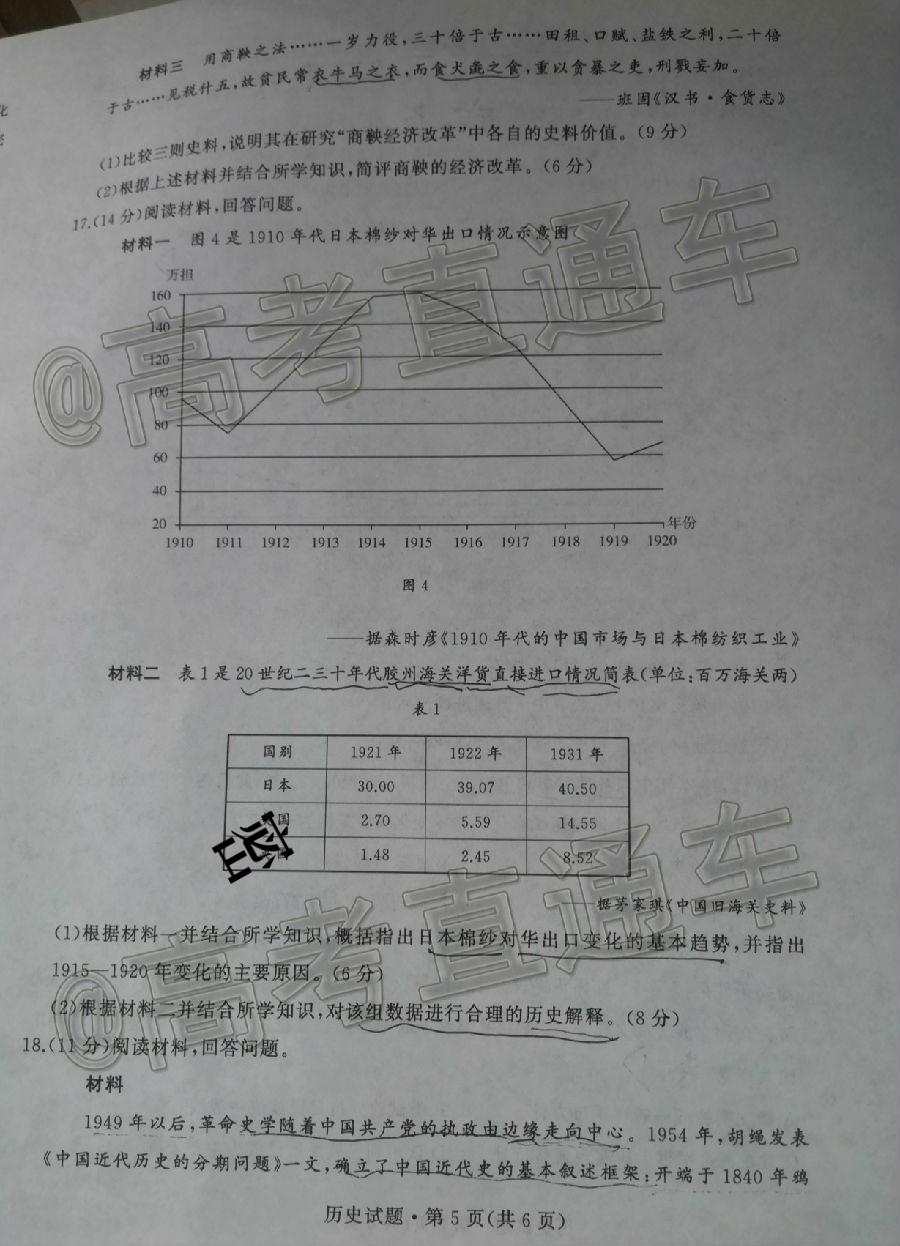 材料三 用商鞅之法……一岁力役,三十倍于古……田租、口赋、盐铁之利,二十倍
于古……见税什五,故贫民常衣牛马之衣,而食犬彘之食,重以贪暴之吏,刑戮妄加。
——班固《汉书·食货志》
(1)比较三则史料,说明其在研究“商鞅经济改革”中各自的史料价值。(9分)
(2)根据上述材料并结合所学知识,简评商鞅的经济改革。(6分)
17.(14分)阅读材料,回答问题。
材料一 图4是1910年代日本棉纱对华出口情况示意图
万担
160
140
120
100
80
60
40
20
年份
1910 1911 1912 1913 1914 1915 1916 1917 1918 1919 1920
图4
——据森时彦《1910年代的中国市场与日本棉纺织工业》
材料二 表1是20世纪二三十年代胶州海关洋货直接进口情况简表(单位:百万海关两)
表1
国别 1921年 1922年 1931年
日本 30.00 39.07 40.50
国 2.70 5.59 14.55
1.48 2.45 8.52
密
——据茅家琪《中国旧海关史料》
(1)根据材料一并结合所学知识,概括指出日本棉纱对华出口变化的基本趋势,并指出
1915—1920年变化的主要原因。(6分)
(2)根据材料二并结合所学知识,对该组数据进行合理的历史解释。(8分)
18.(11分)阅读材料,回答问题。
材料
1949年以后,革命史学随着中国共产党的执政由边缘走向中心。1954年,胡绳发表
《中国近代历史的分期问题》一文,确立了中国近代史的基本叙述框架:开端于1840年鸦
历史试题·第5页(共6页)
@高考直通车
@高考直通车